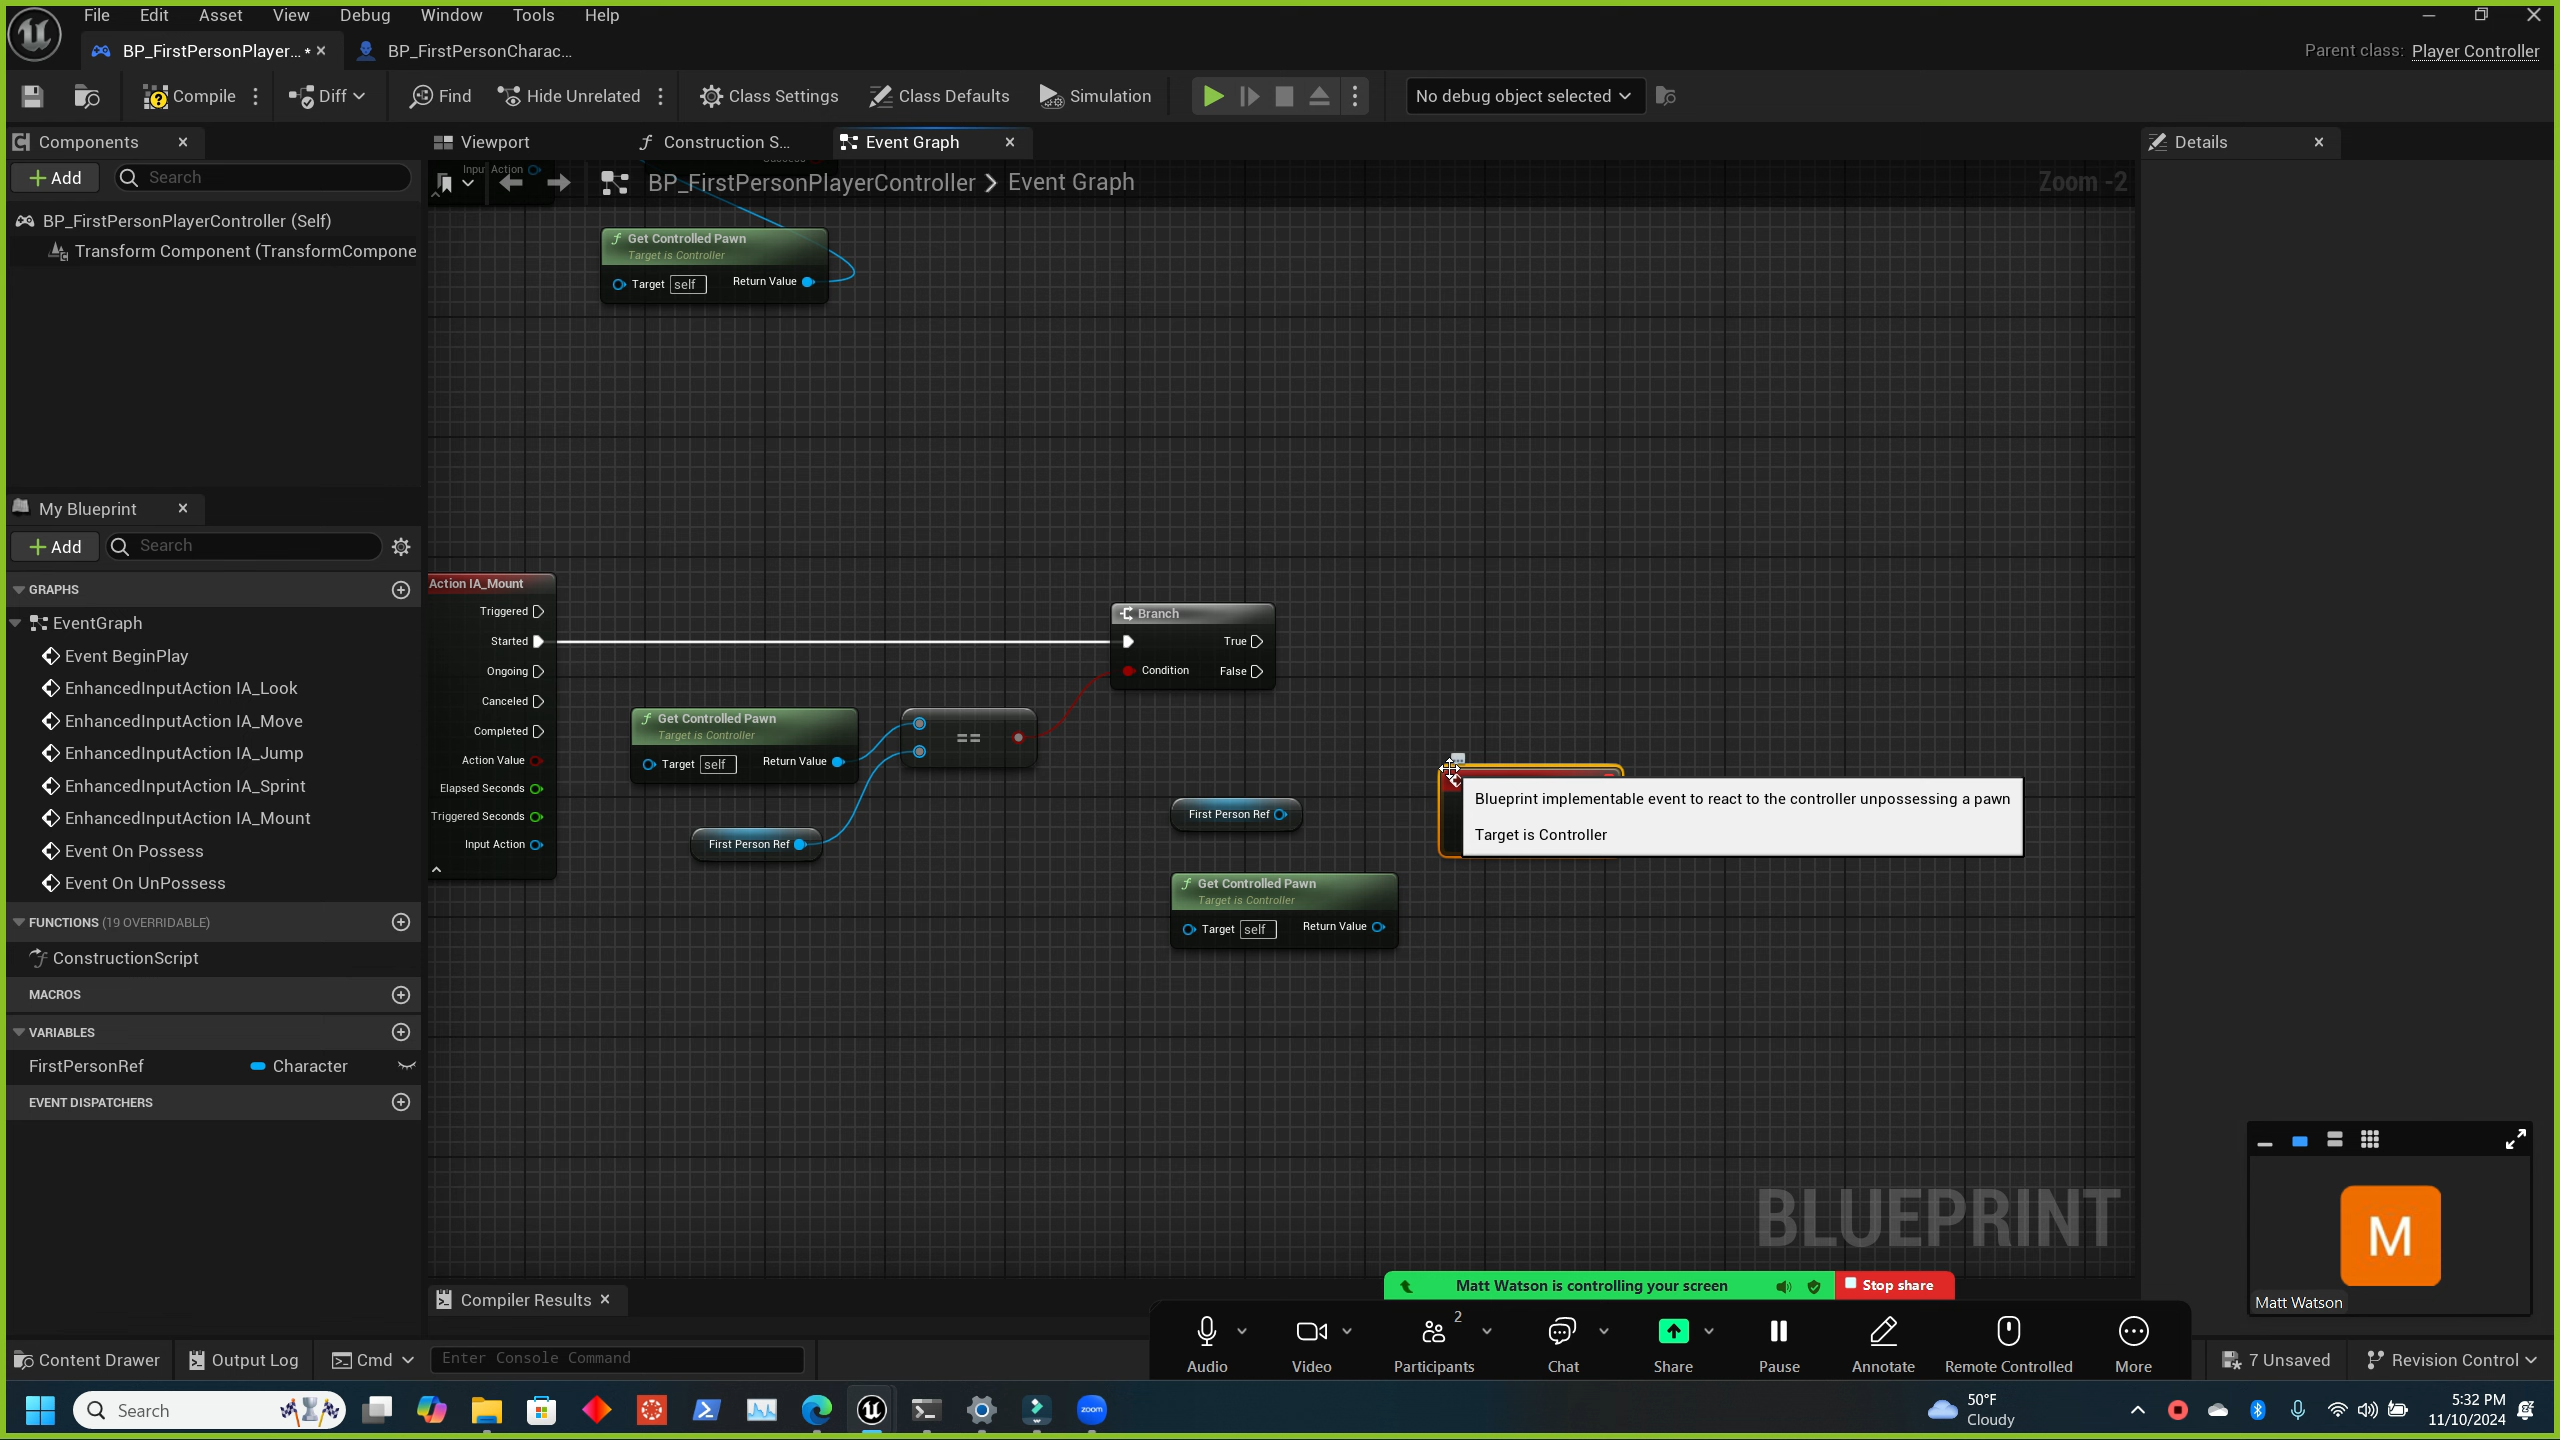 File Edit Asset View Debug Window Tools Help
BP_FirstPersonPlayer... •
BP_FirstPersonCharac...
Parent class: Player Controller
Compile
Diff
Find
Hide Unrelated
Class Settings
Class Defaults
Simulation
No debug object selected
Components
Viewport
Construction S...
Event Graph
Details
Add
Search
Input Action
BP_FirstPersonPlayerController > Event Graph
Zoom -2
BP_FirstPersonPlayerController (Self)
Transform Component (TransformCompone
Get Controlled Pawn
Target is Controller
Target self Return Value
My Blueprint
Add
Search
GRAPHS
EventGraph
Event BeginPlay
EnhancedInputAction IA_Look
EnhancedInputAction IA_Move
EnhancedInputAction IA_Jump
EnhancedInputAction IA_Sprint
EnhancedInputAction IA_Mount
Event On Possess
Event On UnPossess
FUNCTIONS (19 OVERRIDABLE)
ConstructionScript
MACROS
VARIABLES
FirstPersonRef Character
EVENT DISPATCHERS
Action IA_Mount
Triggered
Started
Ongoing
Canceled
Completed
Action Value
Elapsed Seconds
Triggered Seconds
Input Action
Branch
True
Condition False
Get Controlled Pawn
Target is Controller
Target self Return Value
==
First Person Ref
First Person Ref
Get Controlled Pawn
Target is Controller
Target self Return Value
Blueprint implementable event to react to the controller unpossessing a pawn
Target is Controller
BLUEPRINT
M
Matt Watson
Matt Watson is controlling your screen
Stop share
Compiler Results
Audio
Video
2
Participants
Chat
Share
Pause
Annotate
Remote Controlled
More
Content Drawer
Output Log
Cmd
Enter Console Command
7 Unsaved
Revision Control
Search
zoom
50°F
Cloudy
5:32 PM
11/10/2024